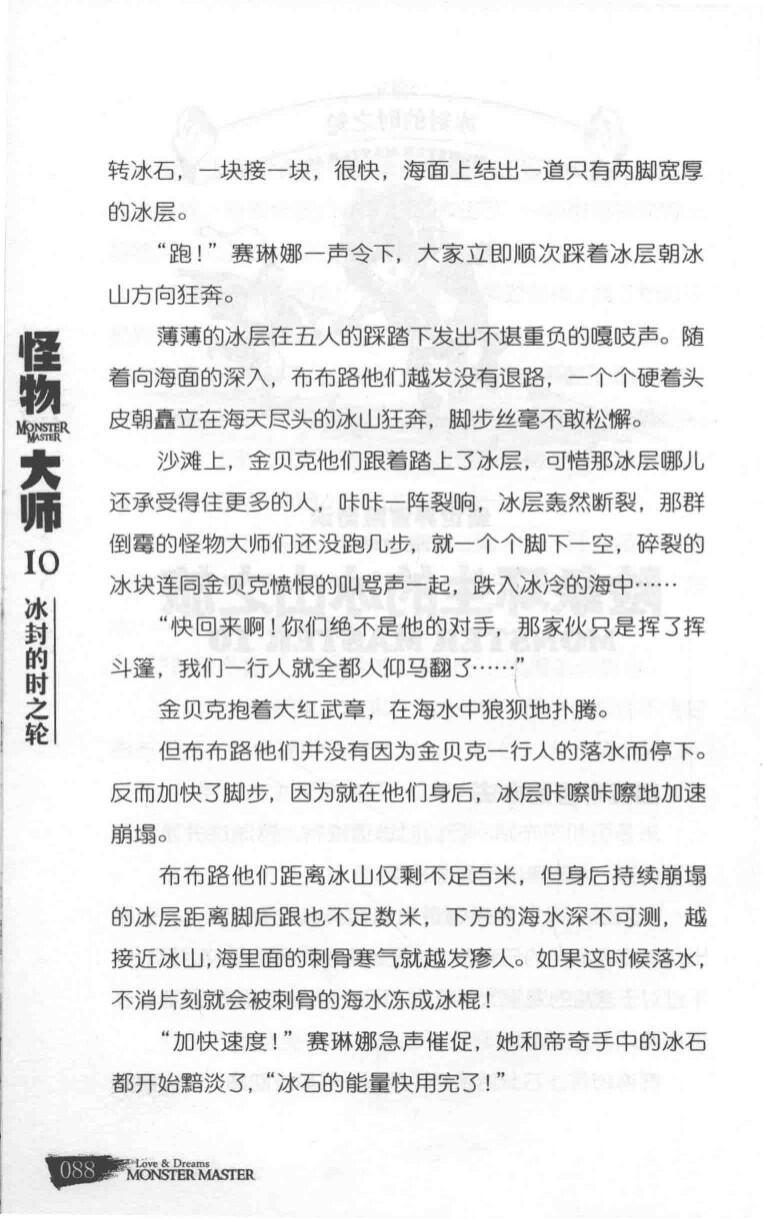 转冰石，一块接一块，很快，海面上结出一道只有两脚宽厚
的冰层。
“跑！”赛琳娜一声令下，大家立即顺次踩着冰层朝冰
山方向狂奔。
薄薄的冰层在五人的踩踏下发出不堪重负的嘎吱声。随
着向海面的深入，布布路他们越发没有退路，一个个硬着头
皮朝矗立在海天尽头的冰山狂奔，脚步丝毫不敢松懈。
沙滩上，金贝克他们跟着踏上了冰层，可惜那冰层哪儿
还承受得住更多的人，咔咔一阵裂响，冰层轰然断裂，那群
倒霉的怪物大师们还没跑几步，就一个个脚下一空，碎裂的
冰块连同金贝克愤恨的叫骂声一起，跌入冰冷的海中……
“快回来啊！你们绝不是他的对手，那家伙只是挥了挥
斗篷，我们一行人就全都人仰马翻了……”
金贝克抱着大红武章，在海水中狼狈地扑腾。
但布布路他们并没有因为金贝克一行人的落水而停下。
反而加快了脚步，因为就在他们身后，冰层咔嚓咔嚓地加速
崩塌。
布布路他们距离冰山仅剩不足百米，但身后持续崩塌
的冰层距离脚后跟也不足数米，下方的海水深不可测，越
接近冰山，海里面的刺骨寒气就越发瘆人。如果这时候落水，
不消片刻就会被刺骨的海水冻成冰棍！
“加快速度！”赛琳娜急声催促，她和帝奇手中的冰石
都开始黯淡了，“冰石的能量快用完了！”
怪物
MONSTER
MASTER
大师
10
冰封的时之轮
088
Love & Dreams
MONSTER MASTER